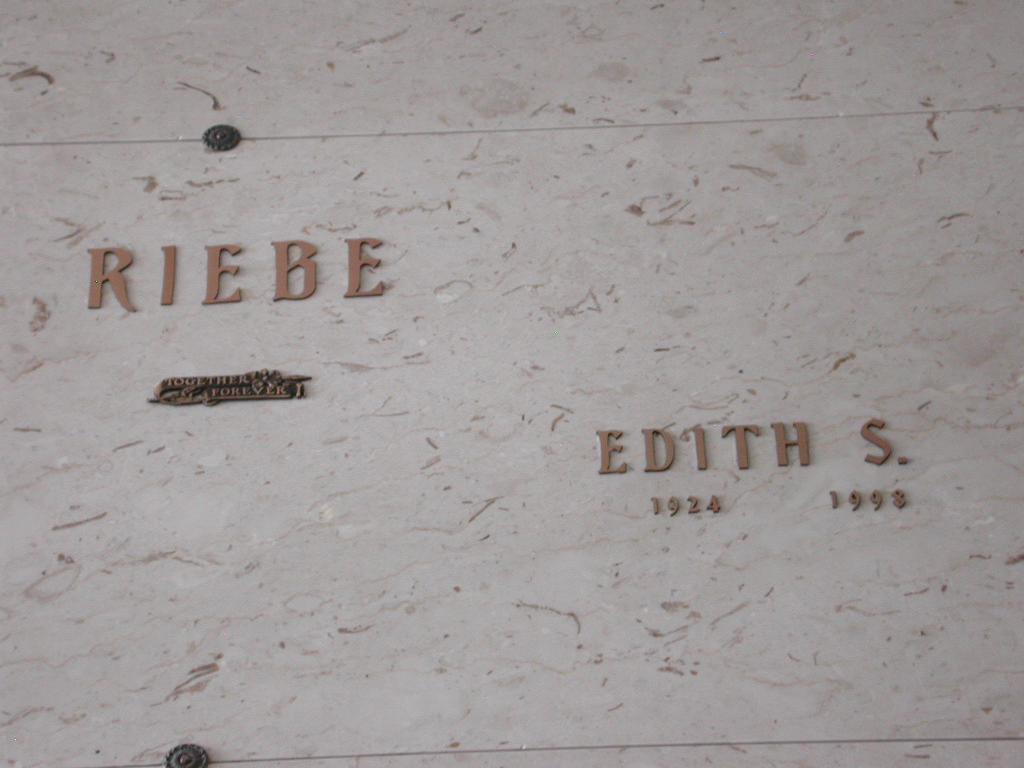 RIEBE
TOGETHER
FOREVER
EDITH S.
1924 1998